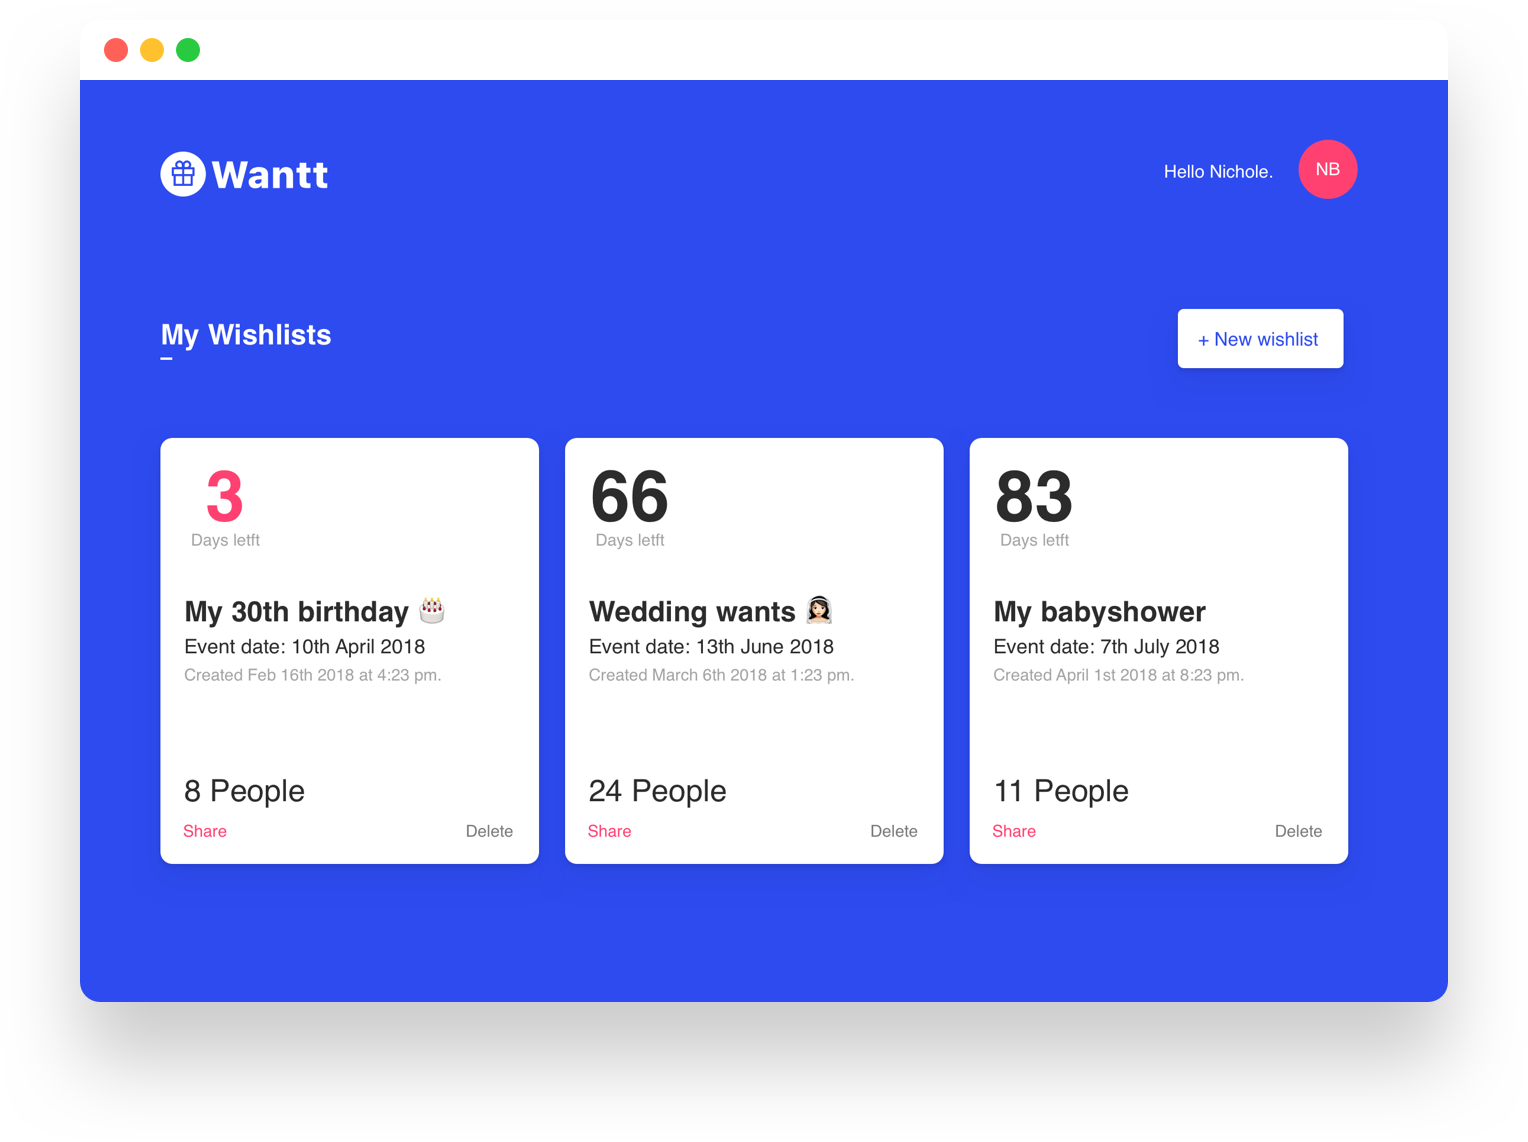 Wantt
Hello Nichole.
NB
My Wishlists
+ New wishlist
3
Days letft
My 30th birthday 🎂
Event date: 10th April 2018
Created Feb 16th 2018 at 4:23 pm.
8 People
Share
Delete
66
Days letft
Wedding wants 👰🏻
Event date: 13th June 2018
Created March 6th 2018 at 1:23 pm.
24 People
Share
Delete
83
Days letft
My babyshower
Event date: 7th July 2018
Created April 1st 2018 at 8:23 pm.
11 People
Share
Delete